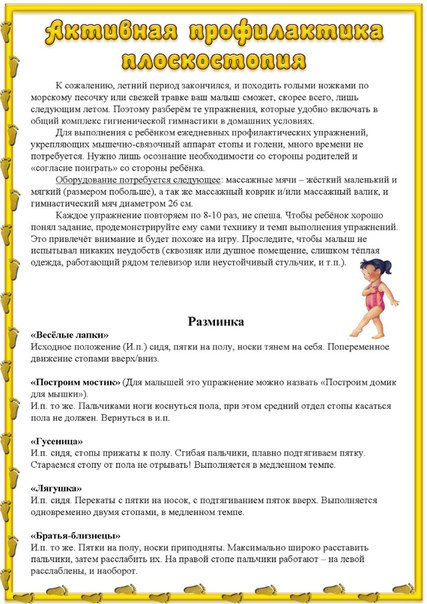 Активная профилактика
плоскостопия
К сожалению, летний период закончился, и походить голыми ножками по
морскому песочку или свежей травке ваш малыш сможет, скорее всего, лишь
следующим летом. Поэтому разберём те упражнения, которые удобно включать в
общий комплекс гигиенической гимнастики в домашних условиях.
Для выполнения с ребёнком ежедневных профилактических упражнений,
укрепляющих мышечно-связочный аппарат стопы и голени, много времени не
потребуется. Нужно лишь осознание необходимости со стороны родителей и
«согласие поиграть» со стороны ребёнка.
Оборудование потребуется следующее: массажные мячи – жёсткий маленький и
мягкий (размером побольше), а так же массажный коврик и/или массажный валик, и
гимнастический мяч диаметром 26 см.
Каждое упражнение повторяем по 8-10 раз, не спеша. Чтобы ребёнок хорошо
понял задание, продемонстрируйте ему сами технику и темп выполнения упражнений.
Это привлечёт внимание и будет похоже на игру. Проследите, чтобы малыш не
испытывал никаких неудобств (сквозняк или душное помещение, слишком тёплая
одежда, работающий рядом телевизор или неустойчивый стульчик, и т.п.).
Разминка
«Весёлые лапки»
Исходное положение (И.п.) сидя, пятки на полу, носки тянем на себя. Попеременное
движение стопами вверх/вниз.
«Построим мостик» (Для малышей это упражнение можно назвать «Построим домик
для мышки»).
И.п. то же. Пальчиками ноги коснуться пола, при этом средний отдел стопы касаться
пола не должен. Вернуться в и.п.
«Гусеница»
И.п. сидя, стопы прижаты к полу. Сгибая пальчики, плавно подтягиваем пятку.
Стараемся стопу от пола не отрывать! Выполняется в медленном темпе.
«Лягушка»
И.п. сидя. Перекаты с пятки на носок, с подтягиванием пяток вверх. Выполняется
одновременно двумя стопами, в медленном темпе.
«Братья-близнецы»
И.п. то же. Пятки на полу, носки приподняты. Максимально широко расставить
пальчики, затем расслабить их. На правой стопе пальчики работают – на левой
расслаблены, и наоборот.